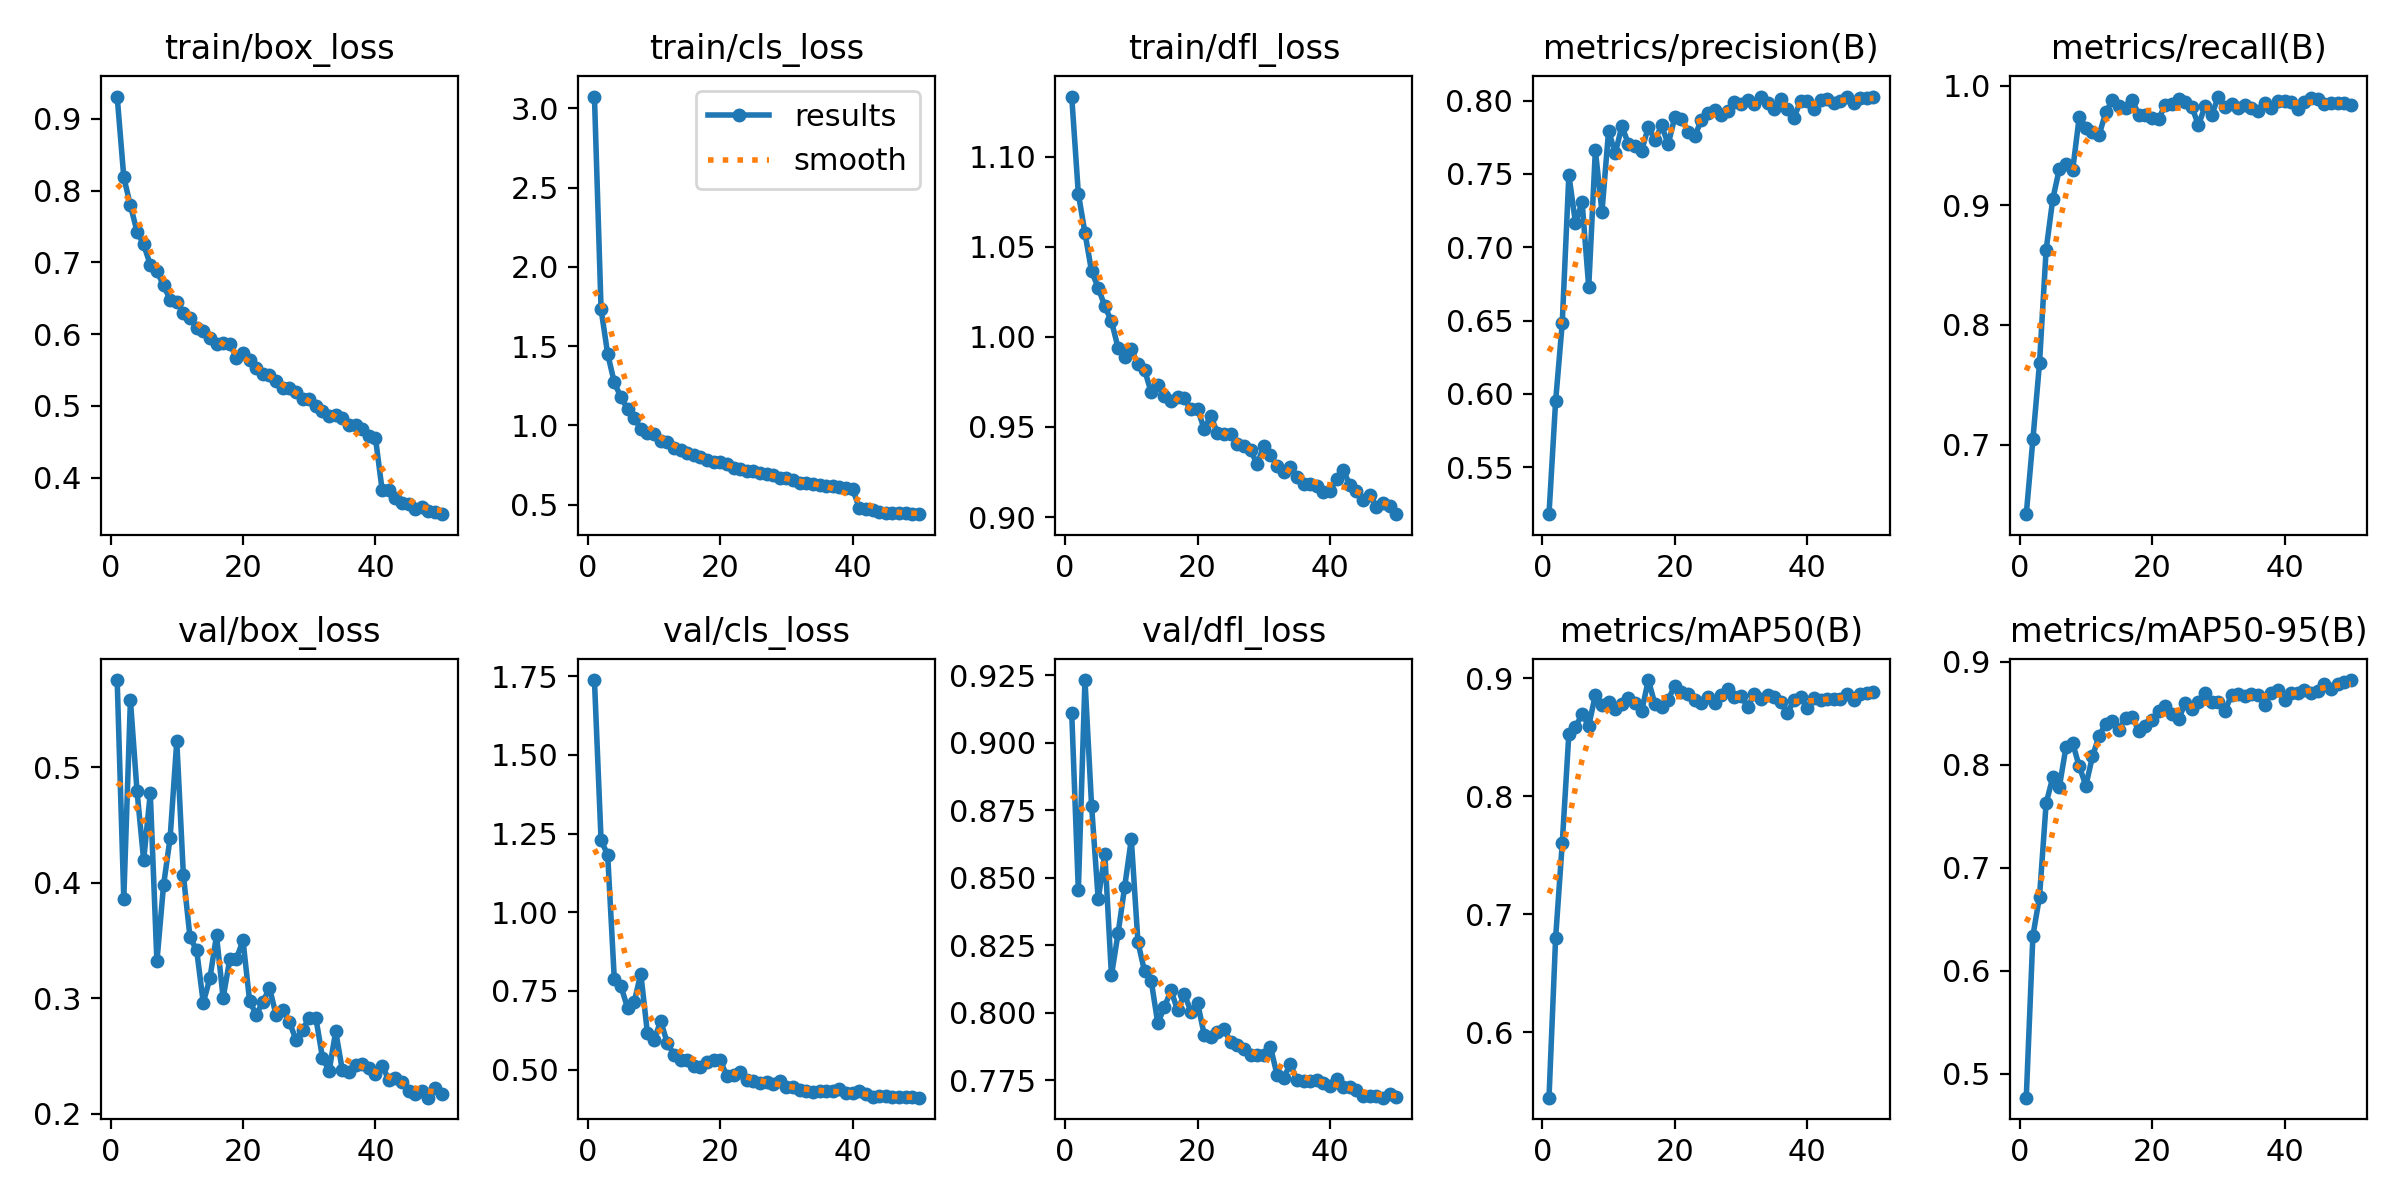 train/box_loss
0.9
0.8
0.7
0.6
0.5
0.4
0 20 40
train/cls_loss
results
smooth
3.0
2.5
2.0
1.5
1.0
0.5
0 20 40
train/dfl_loss
1.10
1.05
1.00
0.95
0.90
0 20 40
metrics/precision(B)
0.80
0.75
0.70
0.65
0.60
0.55
0 20 40
metrics/recall(B)
1.0
0.9
0.8
0.7
0 20 40
val/box_loss
0.5
0.4
0.3
0.2
0 20 40
val/cls_loss
1.75
1.50
1.25
1.00
0.75
0.50
0 20 40
val/dfl_loss
0.925
0.900
0.875
0.850
0.825
0.800
0.775
0 20 40
metrics/mAP50(B)
0.9
0.8
0.7
0.6
0 20 40
metrics/mAP50-95(B)
0.9
0.8
0.7
0.6
0.5
0 20 40